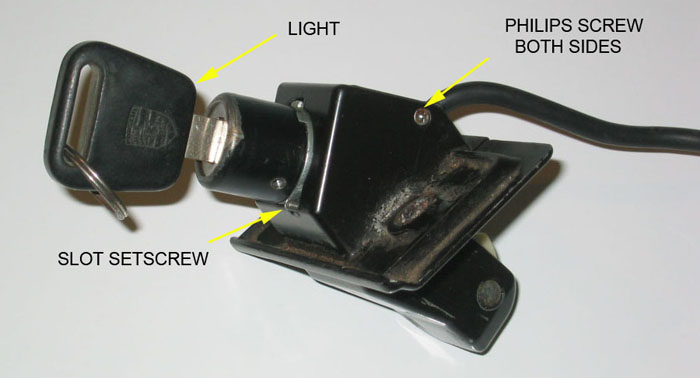 LIGHT
PHILIPS SCREW
BOTH SIDES
SLOT SETSCREW